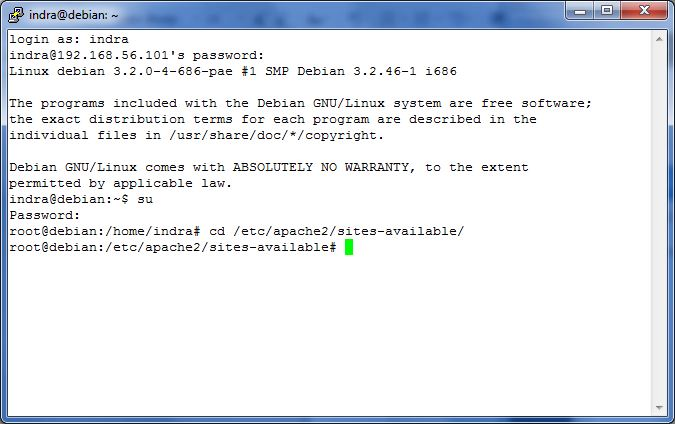 indra@debian: ~
login as: indra
indra@192.168.56.101's password:
Linux debian 3.2.0-4-686-pae #1 SMP Debian 3.2.46-1 i686
The programs included with the Debian GNU/Linux system are free software;
the exact distribution terms for each program are described in the
individual files in /usr/share/doc/*/copyright.
Debian GNU/Linux comes with ABSOLUTELY NO WARRANTY, to the extent
permitted by applicable law.
indra@debian:~$ su
Password:
root@debian:/home/indra# cd /etc/apache2/sites-available/
root@debian:/etc/apache2/sites-available#